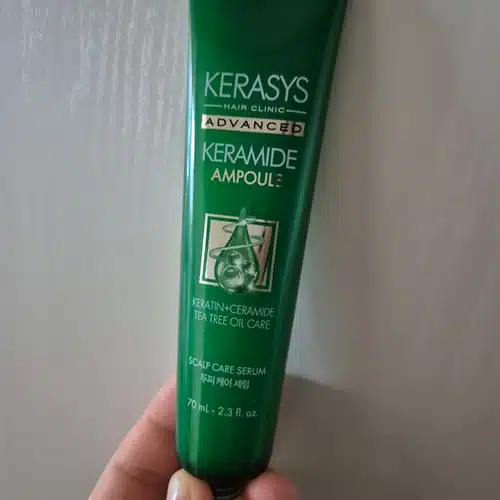 KERASYS
HAIR CLINIC
ADVANCED
KERAMIDE
AMPOULE
KERATIN+CERAMIDE
TEA TREE OIL CARE
SCALP CARE SERUM
두피 케어 세럼
70 mL - 2.3 fl. oz.